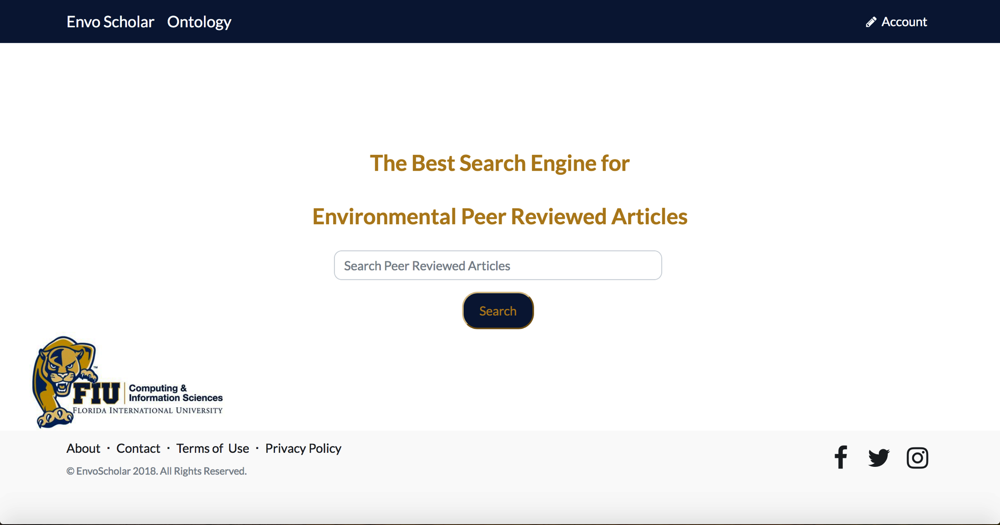 Envo Scholar Ontology Account
The Best Search Engine for
Environmental Peer Reviewed Articles
Search Peer Reviewed Articles
Search
™
FIU
Computing &
Information Sciences
FLORIDA INTERNATIONAL UNIVERSITY
About · Contact · Terms of Use · Privacy Policy
© EnvoScholar 2018. All Rights Reserved.